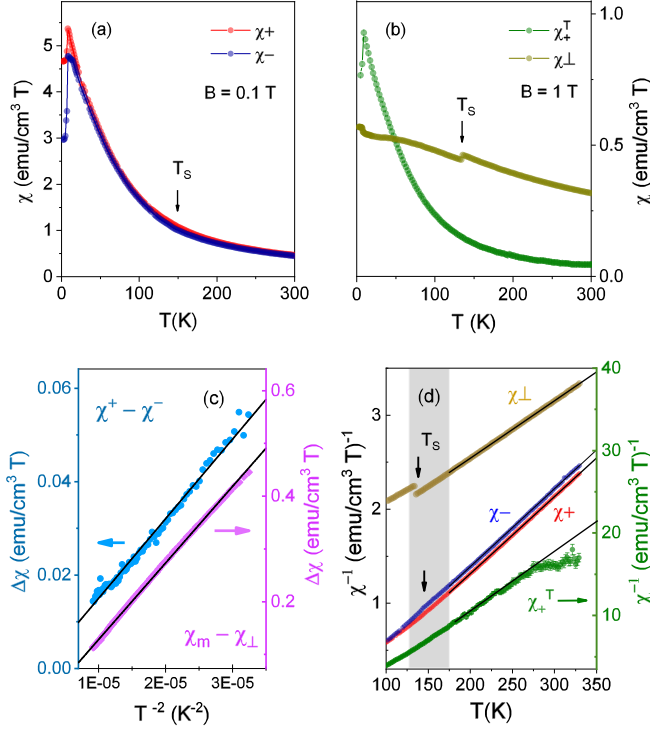 (a)
χ+
χ−
B = 0.1 T
T_S
χ (emu/cm³ T)
5
4
3
2
1
0
0
100
200
300
T(K)
(b)
χ₊ᵀ
χ⊥
B = 1 T
T_S
1.0
0.5
0.0
χ (emu/cm³ T)
0
100
200
300
T (K)
(c)
χ⁺ − χ⁻
χₘ − χ⊥
Δχ (emu/cm³ T)
0.06
0.04
0.02
0.00
0.6
0.4
0.2
Δχ (emu/cm³ T)
1E-05
2E-05
3E-05
T⁻² (K⁻²)
(d)
χ⊥
T_S
χ−
χ+
χ₊ᵀ
χ⁻¹ (emu/cm³ T)⁻¹
3
2
1
40
30
20
10
χ⁻¹ (emu/cm³ T)⁻¹
100
150
200
250
300
350
T(K)